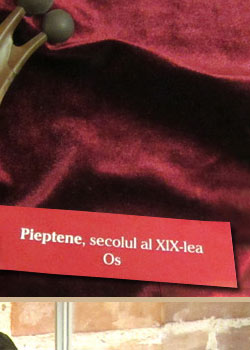 Pieptene, secolul al XIX-lea
Os